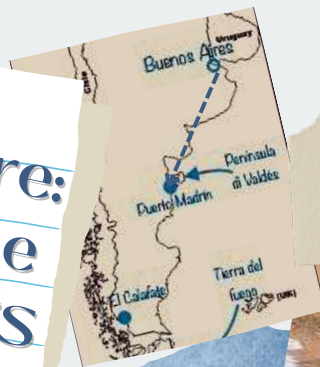 Uruguay
Buenos Aires
Chile
re:
Peninsula
di Valdés
Puerto Madrin
e
Tierra del
fuego
(UK)
El Calafate
s